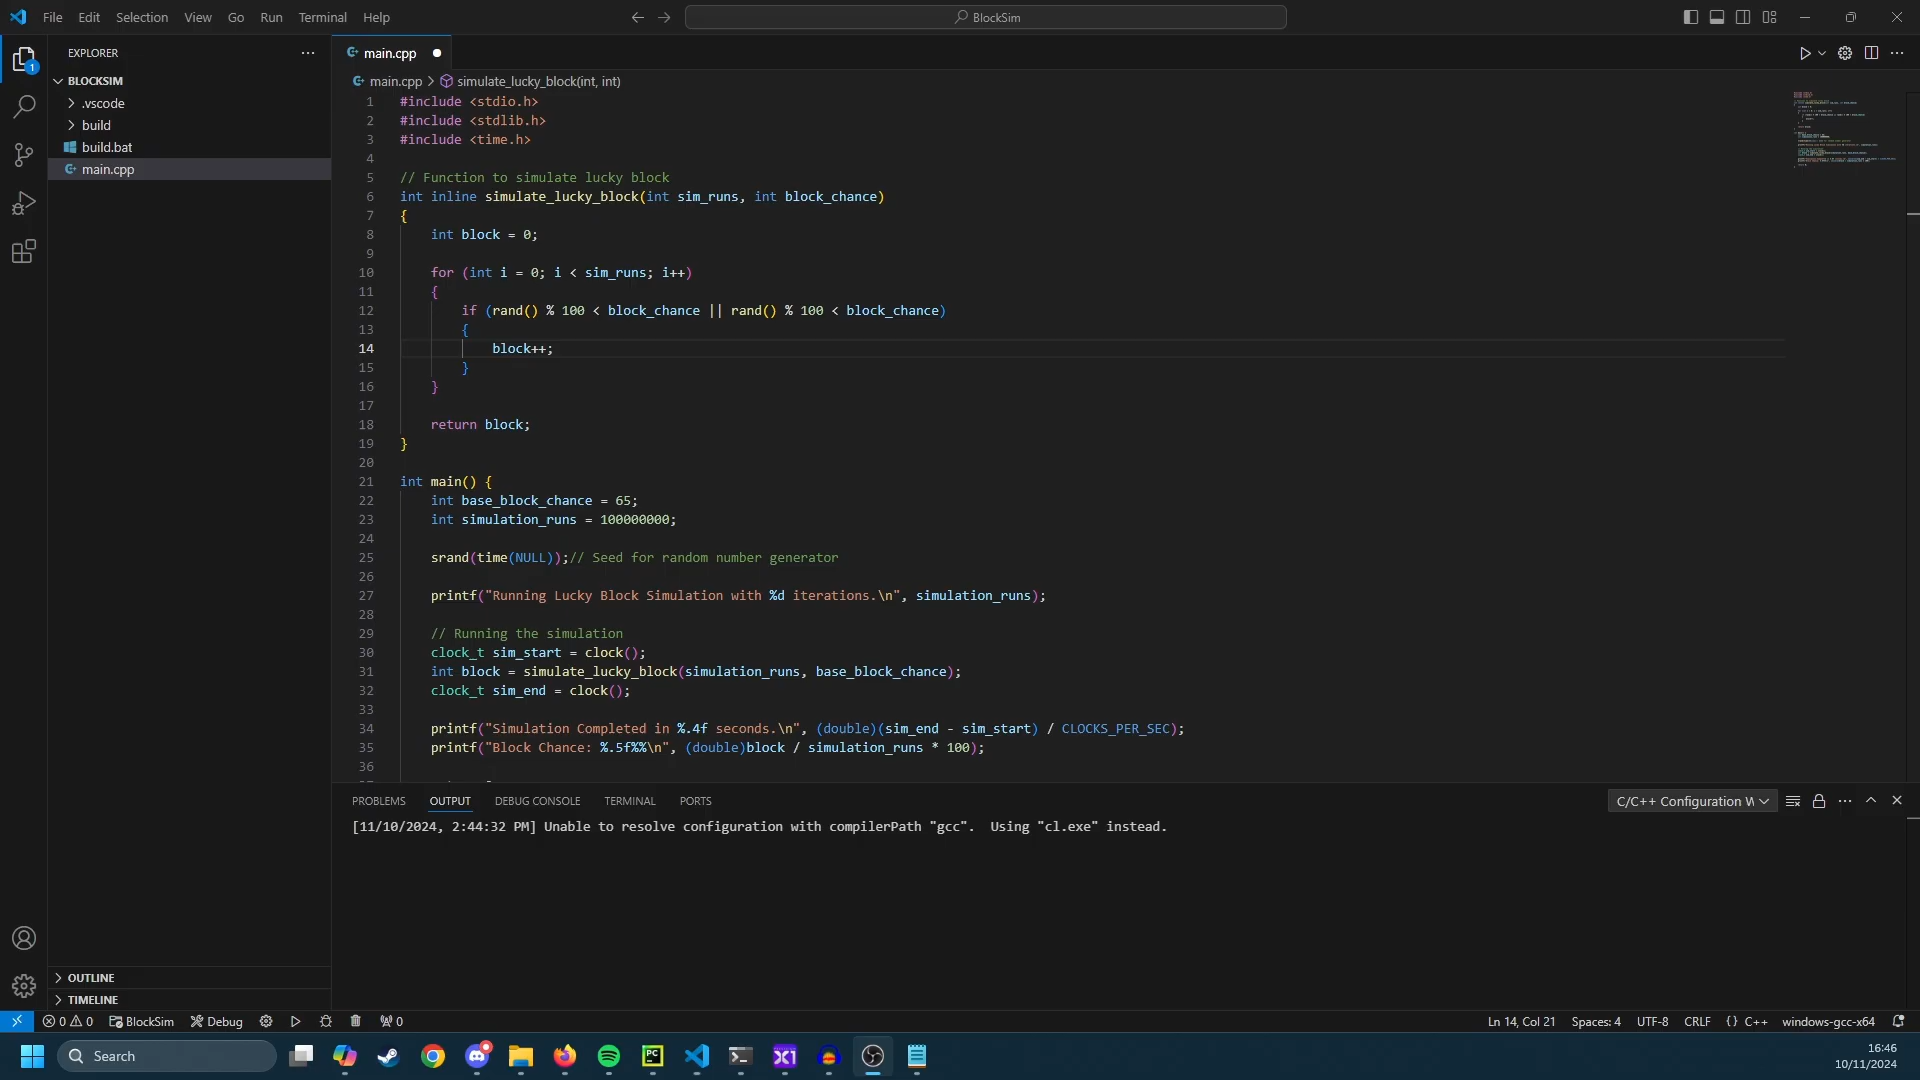 File Edit Selection View Go Run Terminal Help
BlockSim
EXPLORER
BLOCKSIM
.vscode
build
build.bat
main.cpp
OUTLINE
TIMELINE
main.cpp
main.cpp > simulate_lucky_block(int, int)
1 #include <stdio.h>
2 #include <stdlib.h>
3 #include <time.h>
4
5 // Function to simulate lucky block
6 int inline simulate_lucky_block(int sim_runs, int block_chance)
7 {
8     int block = 0;
9
10     for (int i = 0; i < sim_runs; i++)
11     {
12         if (rand() % 100 < block_chance || rand() % 100 < block_chance)
13         {
14             block++;
15         }
16     }
17
18     return block;
19 }
20
21 int main() {
22     int base_block_chance = 65;
23     int simulation_runs = 100000000;
24
25     srand(time(NULL));// Seed for random number generator
26
27     printf("Running Lucky Block Simulation with %d iterations.\n", simulation_runs);
28
29     // Running the simulation
30     clock_t sim_start = clock();
31     int block = simulate_lucky_block(simulation_runs, base_block_chance);
32     clock_t sim_end = clock();
33
34     printf("Simulation Completed in %.4f seconds.\n", (double)(sim_end - sim_start) / CLOCKS_PER_SEC);
35     printf("Block Chance: %.5f%%\n", (double)block / simulation_runs * 100);
36
PROBLEMS OUTPUT DEBUG CONSOLE TERMINAL PORTS
C/C++ Configuration W
[11/10/2024, 2:44:32 PM] Unable to resolve configuration with compilerPath "gcc".  Using "cl.exe" instead.
0 0 BlockSim Debug 0
Ln 14, Col 21 Spaces: 4 UTF-8 CRLF {} C++ windows-gcc-x64
Search
16:46
10/11/2024